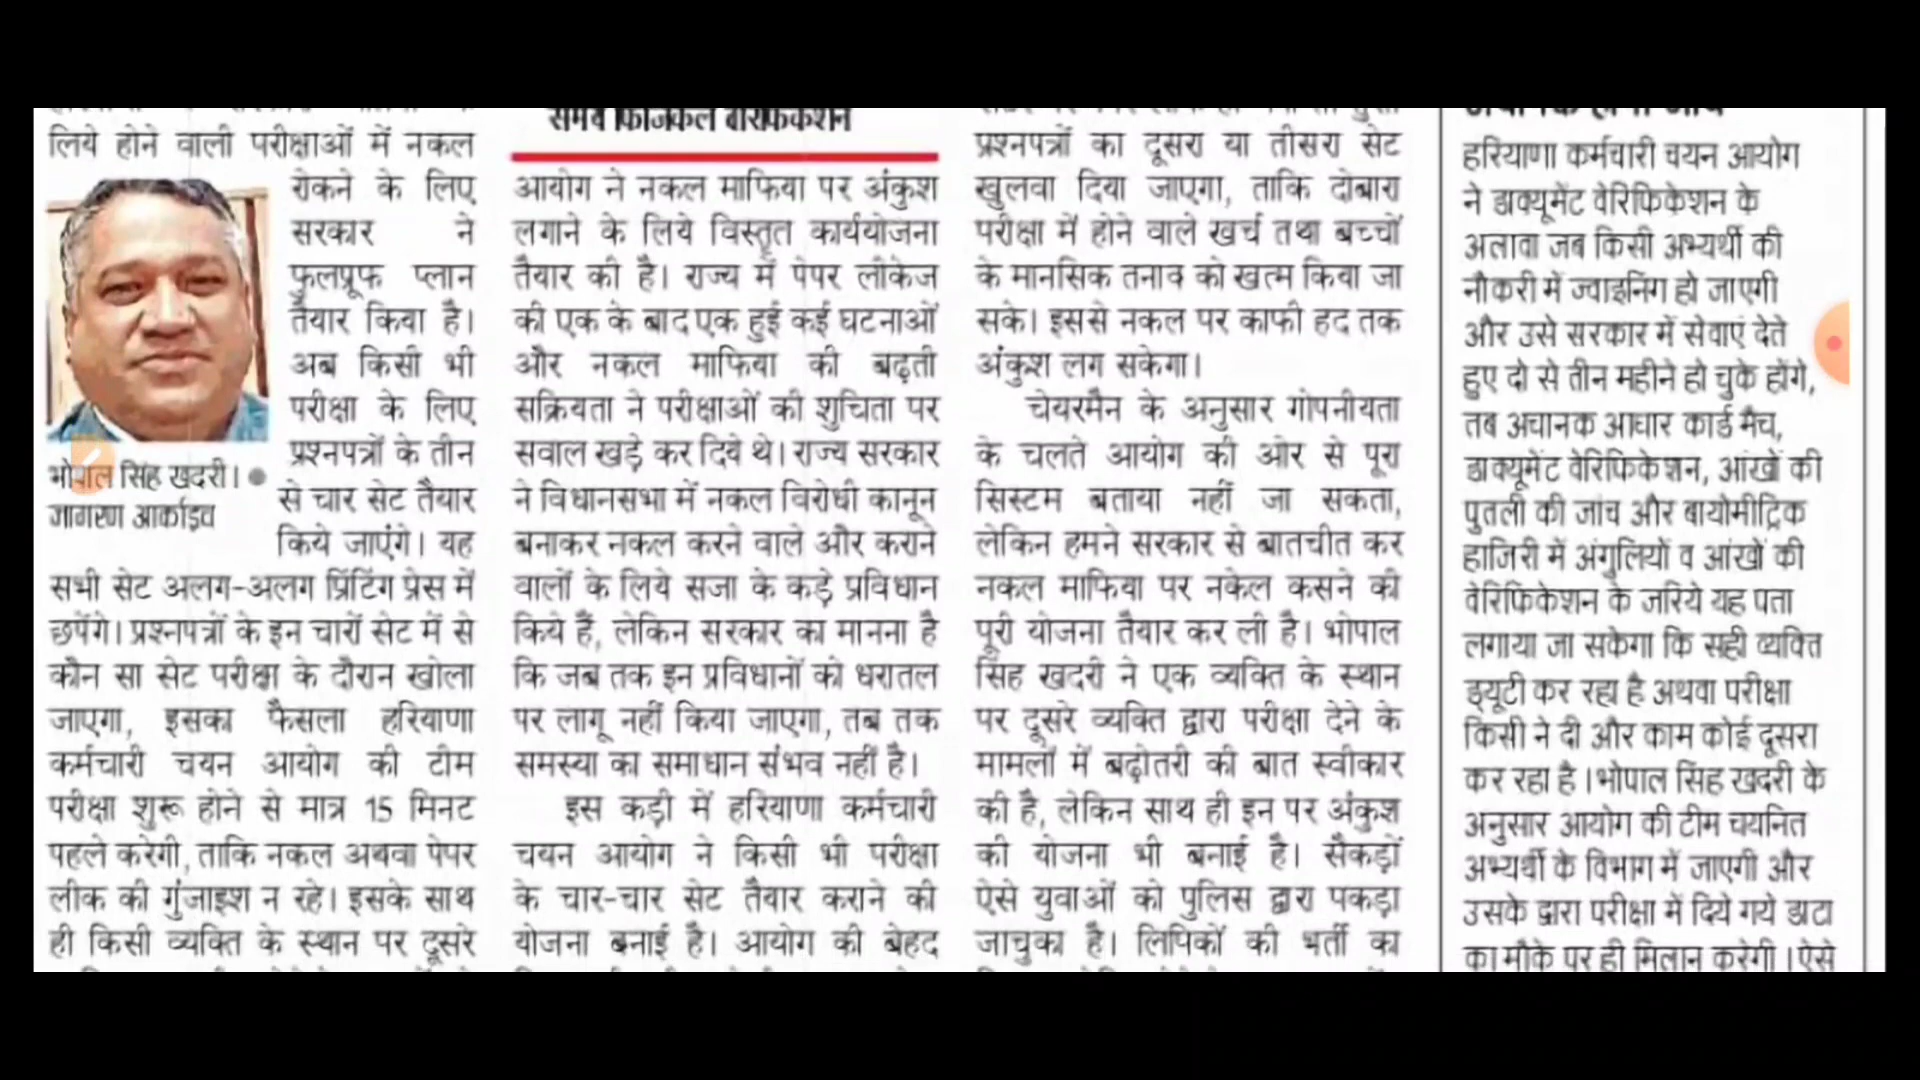 लिये होने वाली परीक्षाओं में नकल
रोकने के लिए
सरकार ने
फुलप्रूफ प्लान
तैयार किया है।
अब किसी भी
परीक्षा के लिए
प्रश्नपत्रों के तीन
से चार सेट तैयार
किये जाएंगे। यह
भोपाल सिंह खदरी। ●
जागरण आर्काइव
सभी सेट अलग-अलग प्रिंटिंग प्रेस में
छपेंगे। प्रश्नपत्रों के इन चारों सेट में से
कौन सा सेट परीक्षा के दौरान खोला
जाएगा, इसका फैसला हरियाणा
कर्मचारी चयन आयोग की टीम
परीक्षा शुरू होने से मात्र 15 मिनट
पहले करेगी, ताकि नकल अथवा पेपर
लीक की गुंजाइश न रहे। इसके साथ
ही किसी व्यक्ति के स्थान पर दूसरे
फिजिकल वेरिफिकेशन
आयोग ने नकल माफिया पर अंकुश
लगाने के लिये विस्तृत कार्ययोजना
तैयार की है। राज्य में पेपर लीकेज
की एक के बाद एक हुई कई घटनाओं
और नकल माफिया की बढ़ती
सक्रियता ने परीक्षाओं की शुचिता पर
सवाल खड़े कर दिये थे। राज्य सरकार
ने विधानसभा में नकल विरोधी कानून
बनाकर नकल करने वाले और कराने
वालों के लिये सजा के कड़े प्रविधान
किये हैं, लेकिन सरकार का मानना है
कि जब तक इन प्रविधानों को धरातल
पर लागू नहीं किया जाएगा, तब तक
समस्या का समाधान संभव नहीं है।
इस कड़ी में हरियाणा कर्मचारी
चयन आयोग ने किसी भी परीक्षा
के चार-चार सेट तैयार कराने की
योजना बनाई है। आयोग की बेहद
प्रश्नपत्रों का दूसरा या तीसरा सेट
खुलवा दिया जाएगा, ताकि दोबारा
परीक्षा में होने वाले खर्च तथा बच्चों
के मानसिक तनाव को खत्म किया जा
सके। इससे नकल पर काफी हद तक
अंकुश लग सकेगा।
चेयरमैन के अनुसार गोपनीयता
के चलते आयोग की ओर से पूरा
सिस्टम बताया नहीं जा सकता,
लेकिन हमने सरकार से बातचीत कर
नकल माफिया पर नकेल कसने की
पूरी योजना तैयार कर ली है। भोपाल
सिंह खदरी ने एक व्यक्ति के स्थान
पर दूसरे व्यक्ति द्वारा परीक्षा देने के
मामलों में बढ़ोतरी की बात स्वीकार
की है, लेकिन साथ ही इन पर अंकुश
की योजना भी बनाई है। सैकड़ों
ऐसे युवाओं को पुलिस द्वारा पकड़ा
जाचुका है। लिपिकों की भर्ती का
हरियाणा कर्मचारी चयन आयोग
ने डाक्यूमेंट वेरिफिकेशन के
अलावा जब किसी अभ्यर्थी की
नौकरी में ज्वाइनिंग हो जाएगी
और उसे सरकार में सेवाएं देते
हुए दो से तीन महीने हो चुके होंगे,
तब अचानक आधार कार्ड मैच,
डाक्यूमेंट वेरिफिकेशन, आंखों की
पुतली की जांच और बायोमीट्रिक
हाजिरी में अंगुलियों व आंखों की
वेरिफिकेशन के जरिये यह पता
लगाया जा सकेगा कि सही व्यक्ति
ड्यूटी कर रहा है अथवा परीक्षा
किसी ने दी और काम कोई दूसरा
कर रहा है। भोपाल सिंह खदरी के
अनुसार आयोग की टीम चयनित
अभ्यर्थी के विभाग में जाएगी और
उसके द्वारा परीक्षा में दिये गये डाटा
का मौके पर ही मिलान करेगी। ऐसे